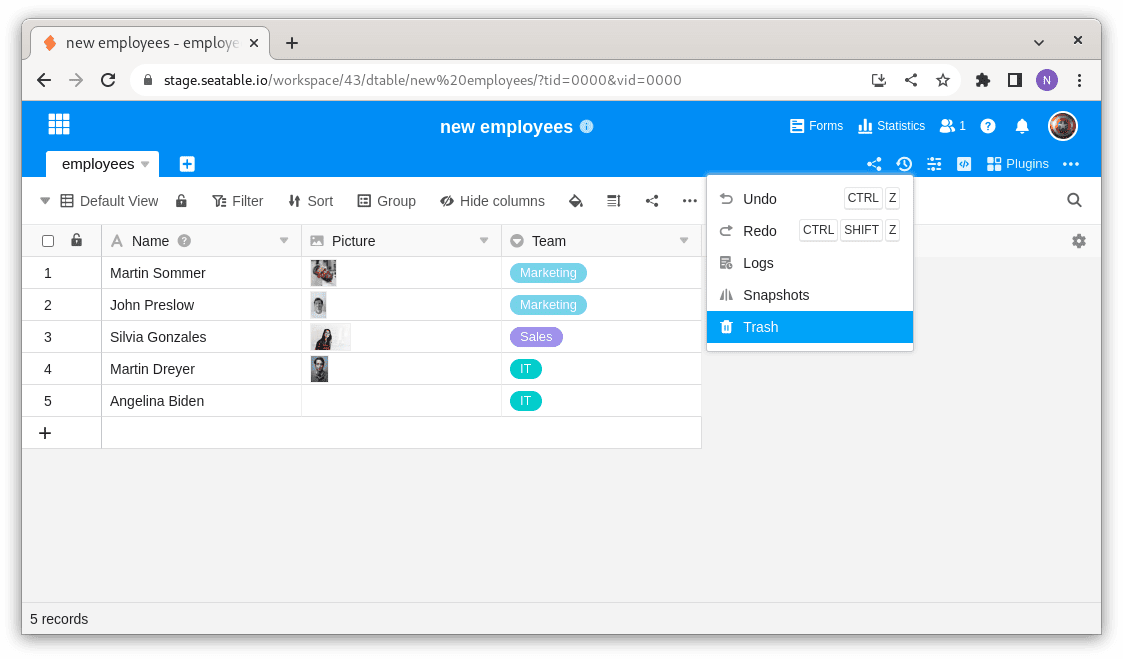 new employees - employe
stage.seatable.io/workspace/43/dtable/new%20employees/?tid=0000&vid=0000
N
new employees
Forms
Statistics
1
employees
Plugins
Default View
Filter
Sort
Group
Hide columns
Undo CTRL Z
Redo CTRL SHIFT Z
Logs
Snapshots
Trash
Name Picture Team
1 Martin Sommer Marketing
2 John Preslow Marketing
3 Silvia Gonzales Sales
4 Martin Dreyer IT
5 Angelina Biden IT
5 records